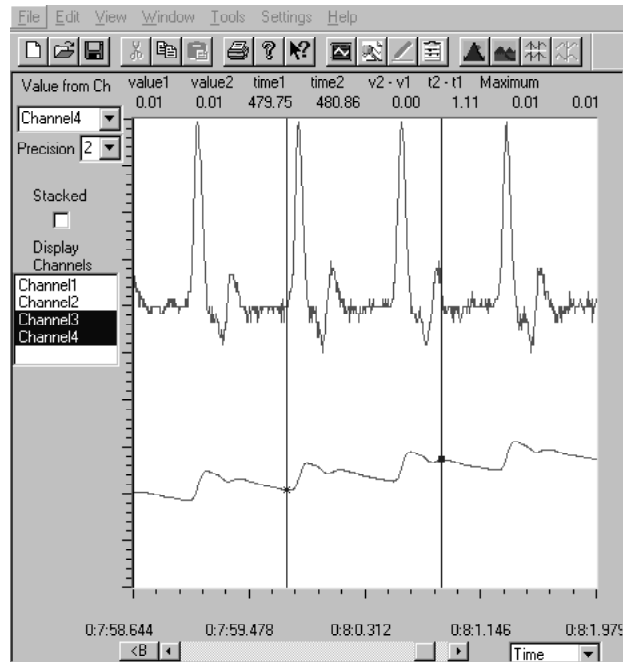 File Edit View Window Tools Settings Help
Value from Ch value1 value2 time1 time2 v2 - v1 t2 - t1 Maximum
0.01 0.01 479.75 480.86 0.00 1.11 0.01 0.01
Channel4
Precision 2
Stacked
Display
Channels
Channel1
Channel2
Channel3
Channel4
0:7:58.644 0:7:59.478 0:8:0.312 0:8:1.146 0:8:1.979
<B Time